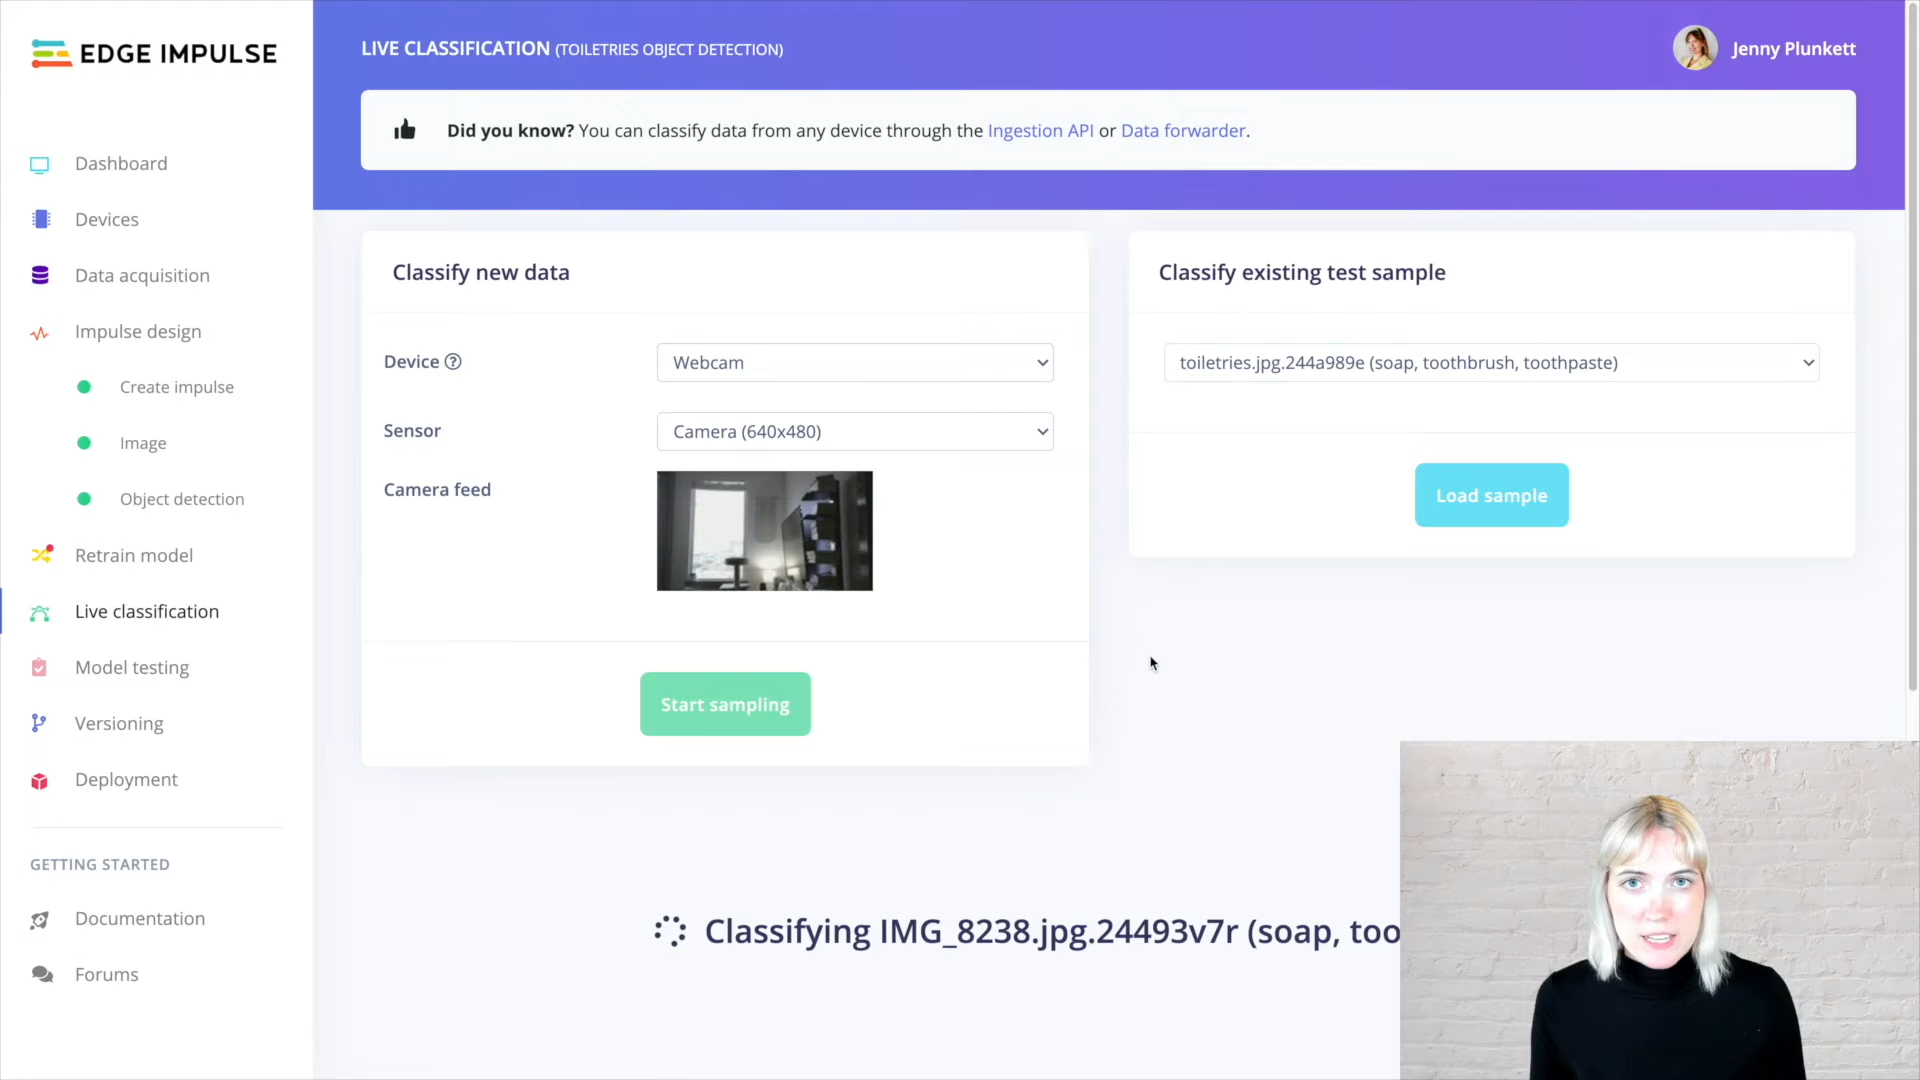 EDGE IMPULSE
LIVE CLASSIFICATION (TOILETRIES OBJECT DETECTION)
Jenny Plunkett
Did you know? You can classify data from any device through the Ingestion API or Data forwarder.
Dashboard
Devices
Data acquisition
Impulse design
Create impulse
Image
Object detection
Retrain model
Live classification
Model testing
Versioning
Deployment
GETTING STARTED
Documentation
Forums
Classify new data
Device ?
Webcam
Sensor
Camera (640x480)
Camera feed
Start sampling
Classify existing test sample
toiletries.jpg.244a989e (soap, toothbrush, toothpaste)
Load sample
Classifying IMG_8238.jpg.24493v7r (soap, too